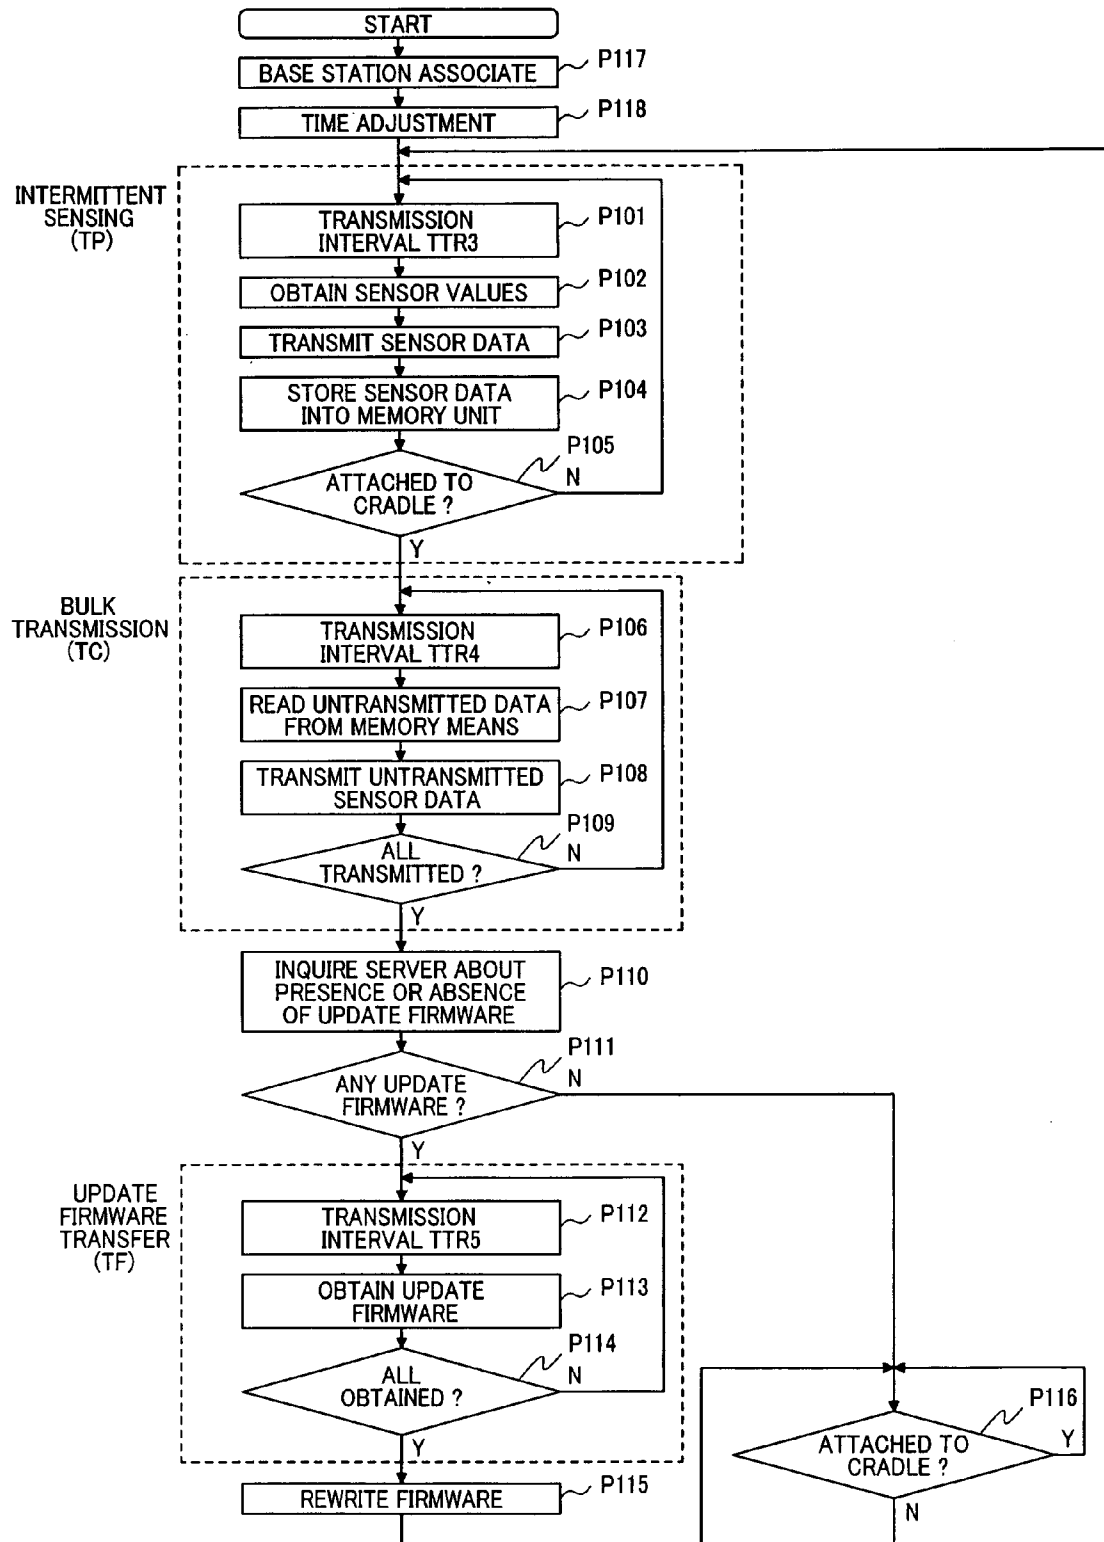 START
BASE STATION ASSOCIATE
P117
TIME ADJUSTMENT
P118
INTERMITTENT
SENSING
(TP)
TRANSMISSION
INTERVAL TTR3
P101
OBTAIN SENSOR VALUES
P102
TRANSMIT SENSOR DATA
P103
STORE SENSOR DATA
INTO MEMORY UNIT
P104
ATTACHED TO
CRADLE ?
P105
N
Y
BULK
TRANSMISSION
(TC)
TRANSMISSION
INTERVAL TTR4
P106
READ UNTRANSMITTED DATA
FROM MEMORY MEANS
P107
TRANSMIT UNTRANSMITTED
SENSOR DATA
P108
ALL
TRANSMITTED ?
P109
N
Y
INQUIRE SERVER ABOUT
PRESENCE OR ABSENCE
OF UPDATE FIRMWARE
P110
ANY UPDATE
FIRMWARE ?
P111
N
Y
UPDATE
FIRMWARE
TRANSFER
(TF)
TRANSMISSION
INTERVAL TTR5
P112
OBTAIN UPDATE
FIRMWARE
P113
ALL
OBTAINED ?
P114
N
Y
REWRITE FIRMWARE
P115
ATTACHED TO
CRADLE ?
P116
Y
N